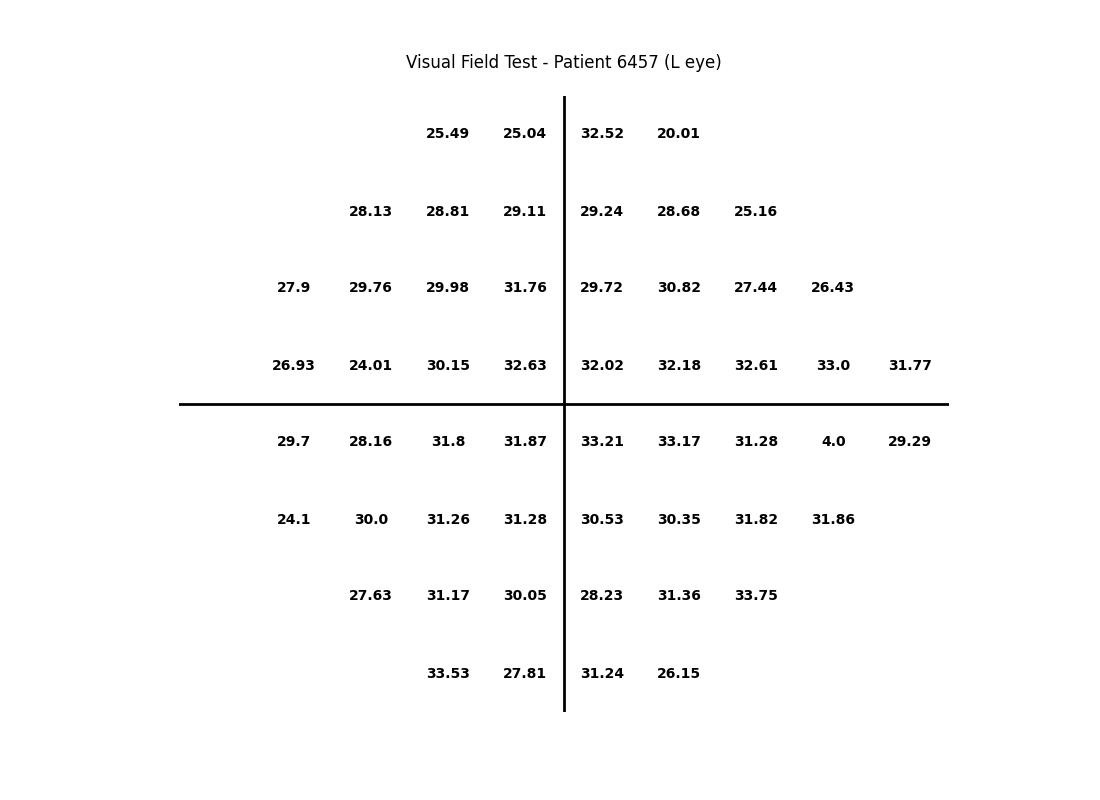 Visual Field Test - Patient 6457 (L eye)
25.49 25.04 32.52 20.01
28.13 28.81 29.11 29.24 28.68 25.16
27.9 29.76 29.98 31.76 29.72 30.82 27.44 26.43
26.93 24.01 30.15 32.63 32.02 32.18 32.61 33.0 31.77
29.7 28.16 31.8 31.87 33.21 33.17 31.28 4.0 29.29
24.1 30.0 31.26 31.28 30.53 30.35 31.82 31.86
27.63 31.17 30.05 28.23 31.36 33.75
33.53 27.81 31.24 26.15